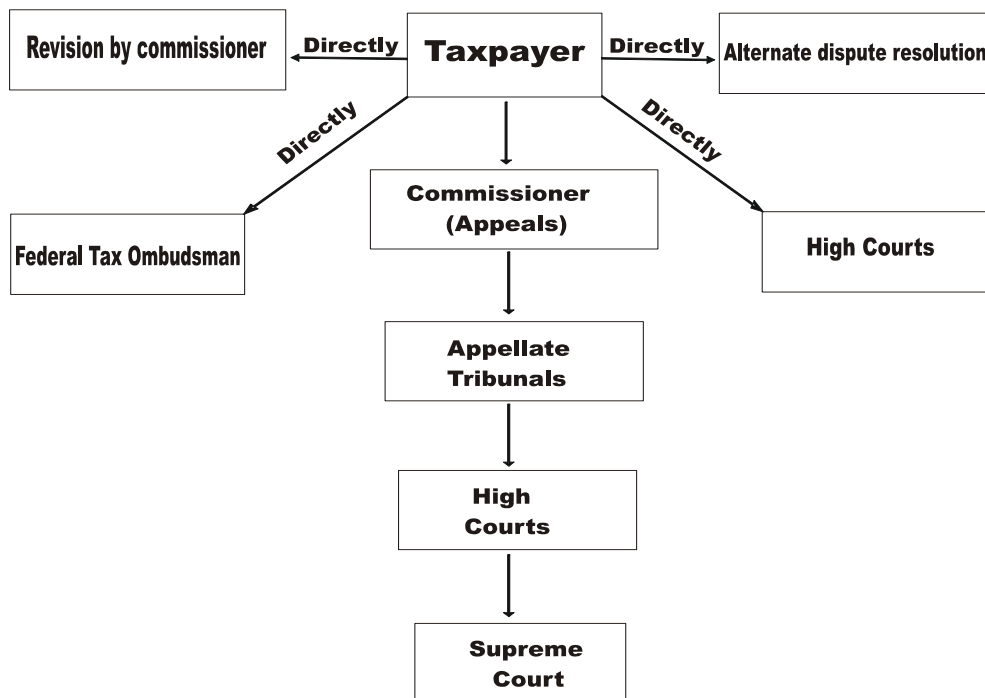 Revision by commissioner
Directly
Taxpayer
Directly
Alternate dispute resolution
Directly
Directly
Commissioner
(Appeals)
Federal Tax Ombudsman
High Courts
Appellate
Tribunals
High
Courts
Supreme
Court